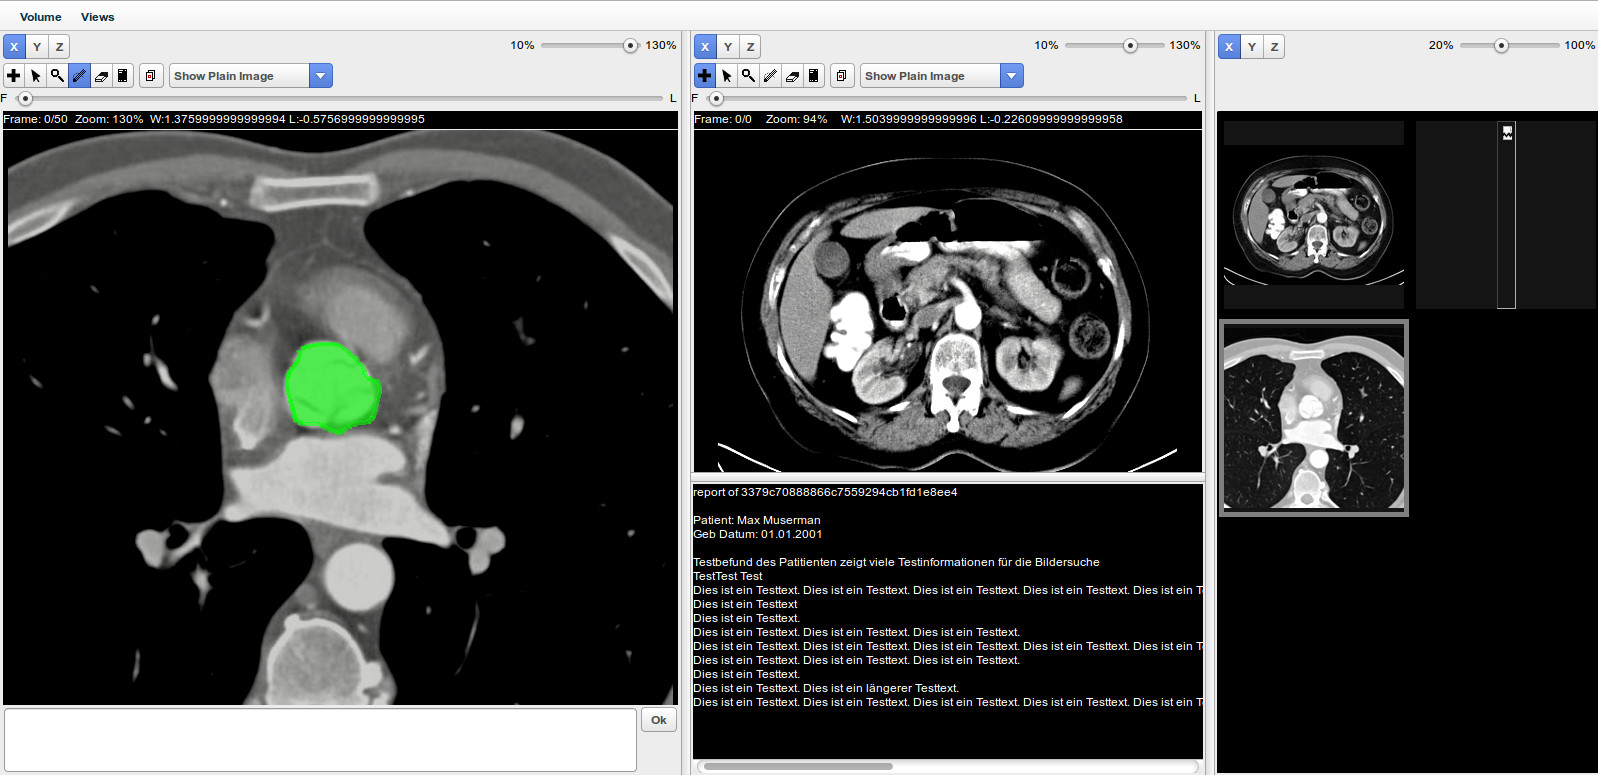 Volume Views
X Y Z 10% 130%
Show Plain Image
F L
Frame: 0/50 Zoom: 130% W:1.3759999999999994 L:-0.5756999999999995
Ok
X Y Z 10% 130%
Show Plain Image
F L
Frame: 0/0 Zoom: 94% W:1.5039999999999996 L:-0.22609999999999958
report of 3379c70888866c7559294cb1fd1e8ee4
Patient: Max Muserman
Geb Datum: 01.01.2001
Testbefund des Patitienten zeigt viele Testinformationen für die Bildersuche
TestTest Test
Dies ist ein Testtext. Dies ist ein Testtext. Dies ist ein Testtext. Dies ist ein Testtext. Dies ist ein T
Dies ist ein Testtext
Dies ist ein Testtext.
Dies ist ein Testtext. Dies ist ein Testtext. Dies ist ein Testtext.
Dies ist ein Testtext. Dies ist ein Testtext. Dies ist ein Testtext. Dies ist ein Testtext. Dies ist ein T
Dies ist ein Testtext. Dies ist ein Testtext. Dies ist ein Testtext.
Dies ist ein Testtext.
Dies ist ein Testtext. Dies ist ein längerer Testtext.
Dies ist ein Testtext. Dies ist ein Testtext. Dies ist ein Testtext. Dies ist ein Testtext. Dies ist ein T
X Y Z 20% 100%